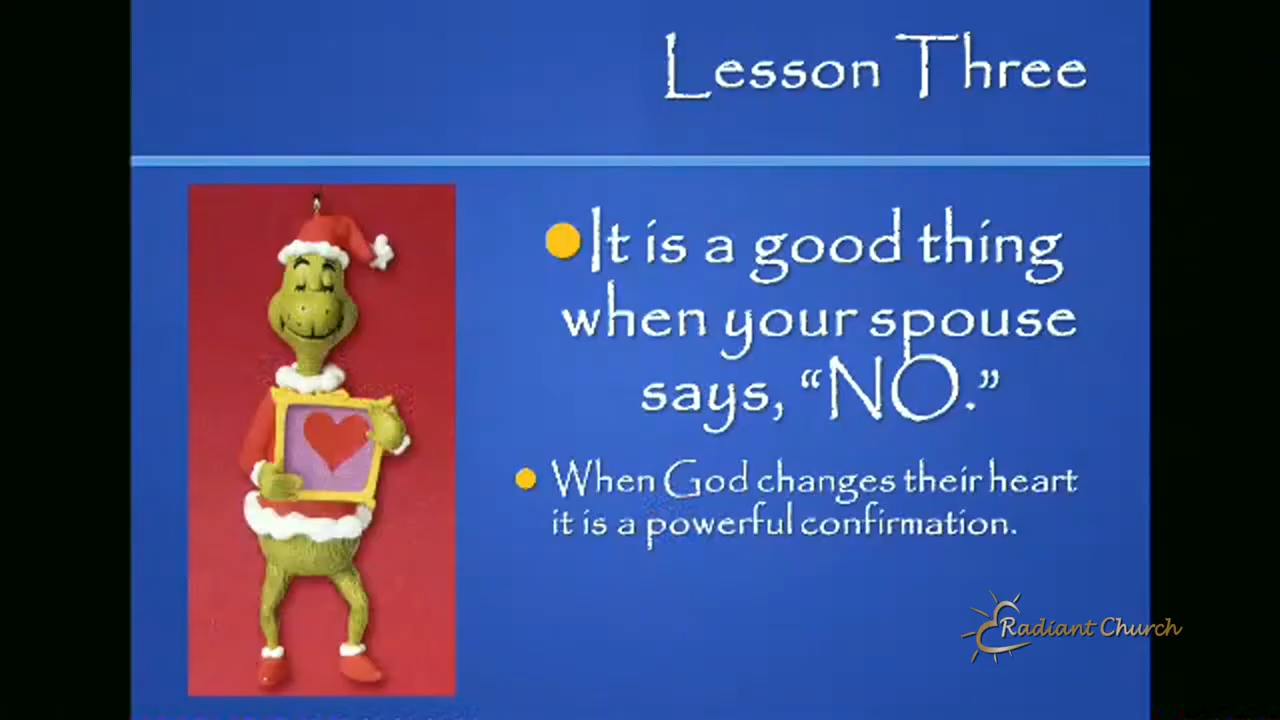 Lesson Three
It is a good thing
when your spouse
says, “NO.”
When God changes their heart
it is a powerful confirmation.
Radiant Church